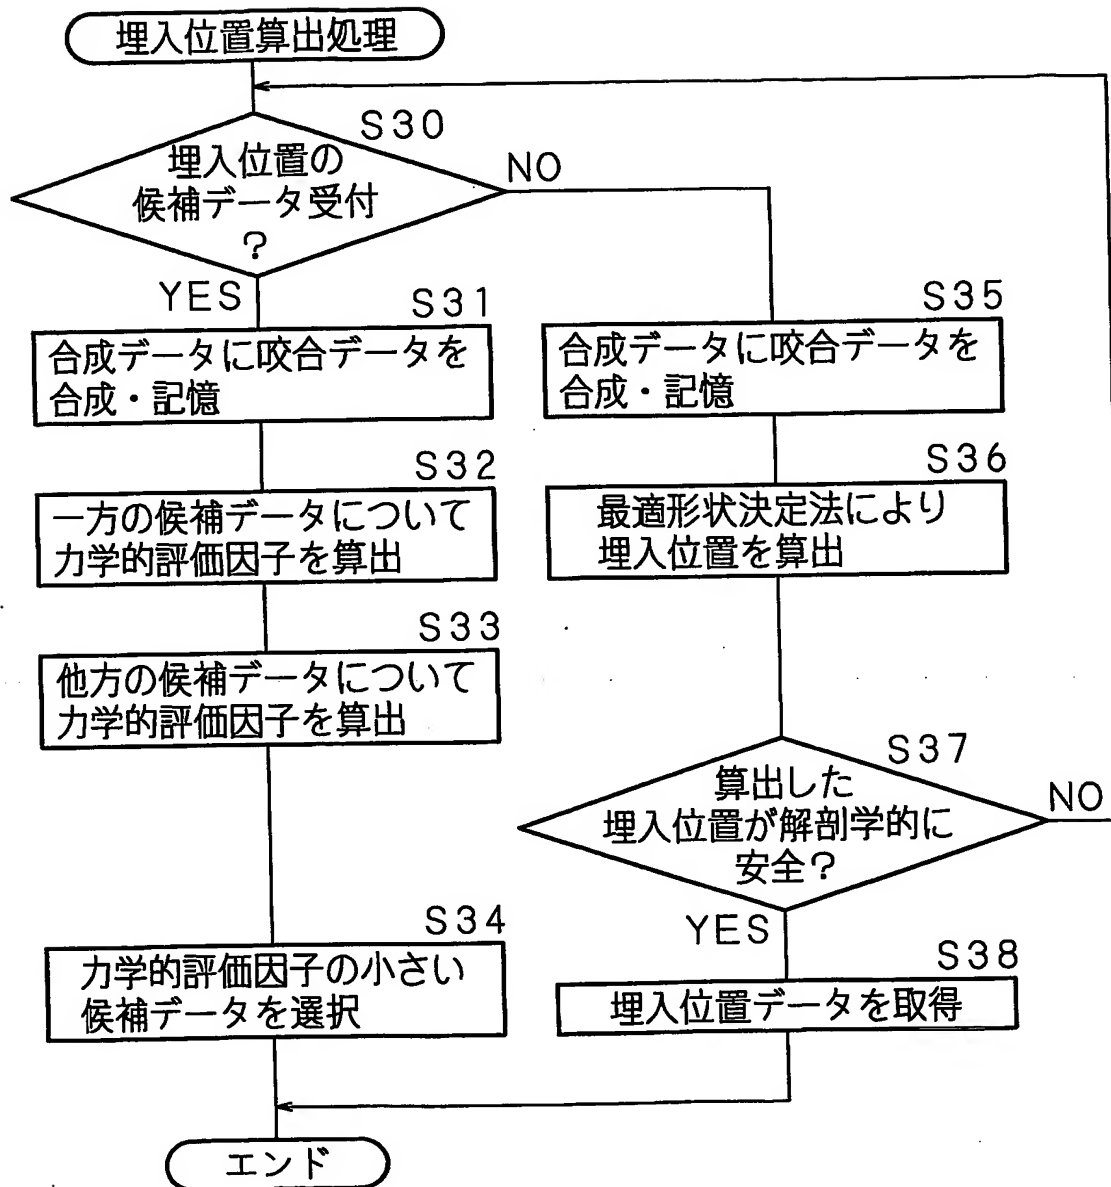 埋入位置算出処理
S30
埋入位置の
候補データ受付
?
NO
YES
S31
合成データに咬合データを
合成・記憶
S32
一方の候補データについて
力学的評価因子を算出
S33
他方の候補データについて
力学的評価因子を算出
S34
力学的評価因子の小さい
候補データを選択
S35
合成データに咬合データを
合成・記憶
S36
最適形状決定法により
埋入位置を算出
S37
算出した
埋入位置が解剖学的に
安全?
NO
YES
S38
埋入位置データを取得
エンド